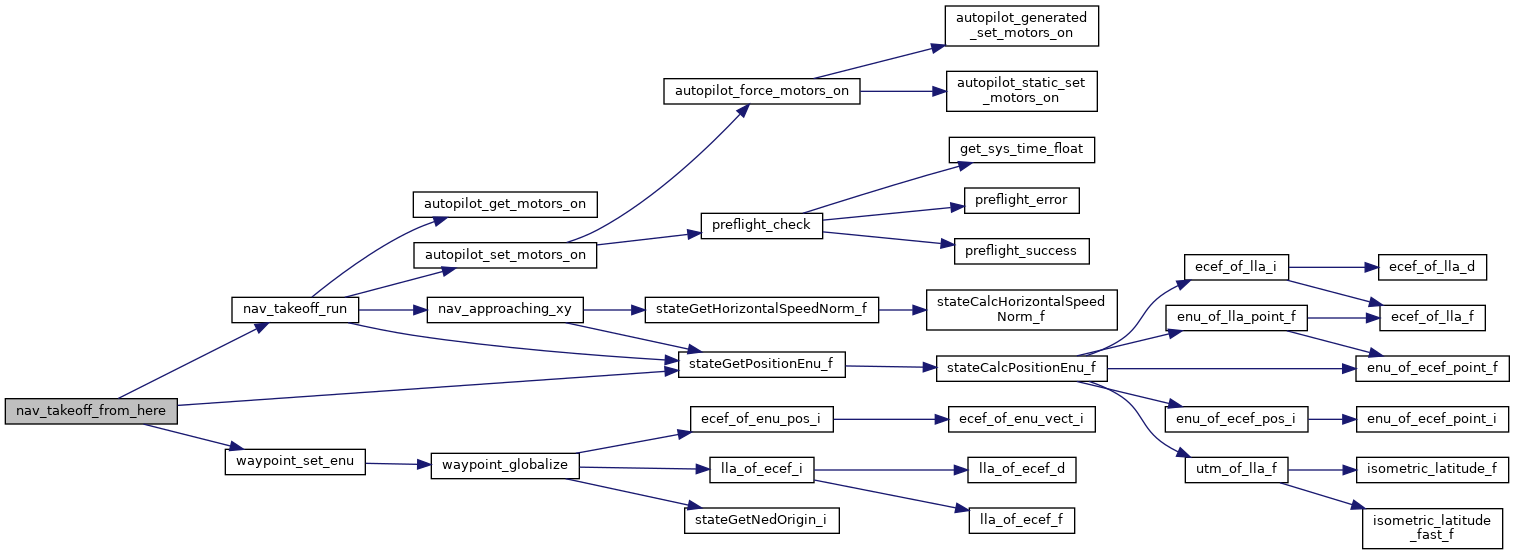 nav_takeoff_from_here
nav_takeoff_run
waypoint_set_enu
autopilot_get_motors_on
autopilot_set_motors_on
nav_approaching_xy
waypoint_globalize
autopilot_force_motors_on
preflight_check
stateGetHorizontalSpeedNorm_f
stateGetPositionEnu_f
ecef_of_enu_pos_i
lla_of_ecef_i
stateGetNedOrigin_i
autopilot_generated
_set_motors_on
autopilot_static_set
_motors_on
get_sys_time_float
preflight_error
preflight_success
stateCalcHorizontalSpeed
Norm_f
stateCalcPositionEnu_f
ecef_of_enu_vect_i
lla_of_ecef_d
lla_of_ecef_f
ecef_of_lla_i
enu_of_lla_point_f
enu_of_ecef_pos_i
utm_of_lla_f
ecef_of_lla_d
ecef_of_lla_f
enu_of_ecef_point_f
enu_of_ecef_point_i
isometric_latitude_f
isometric_latitude
_fast_f